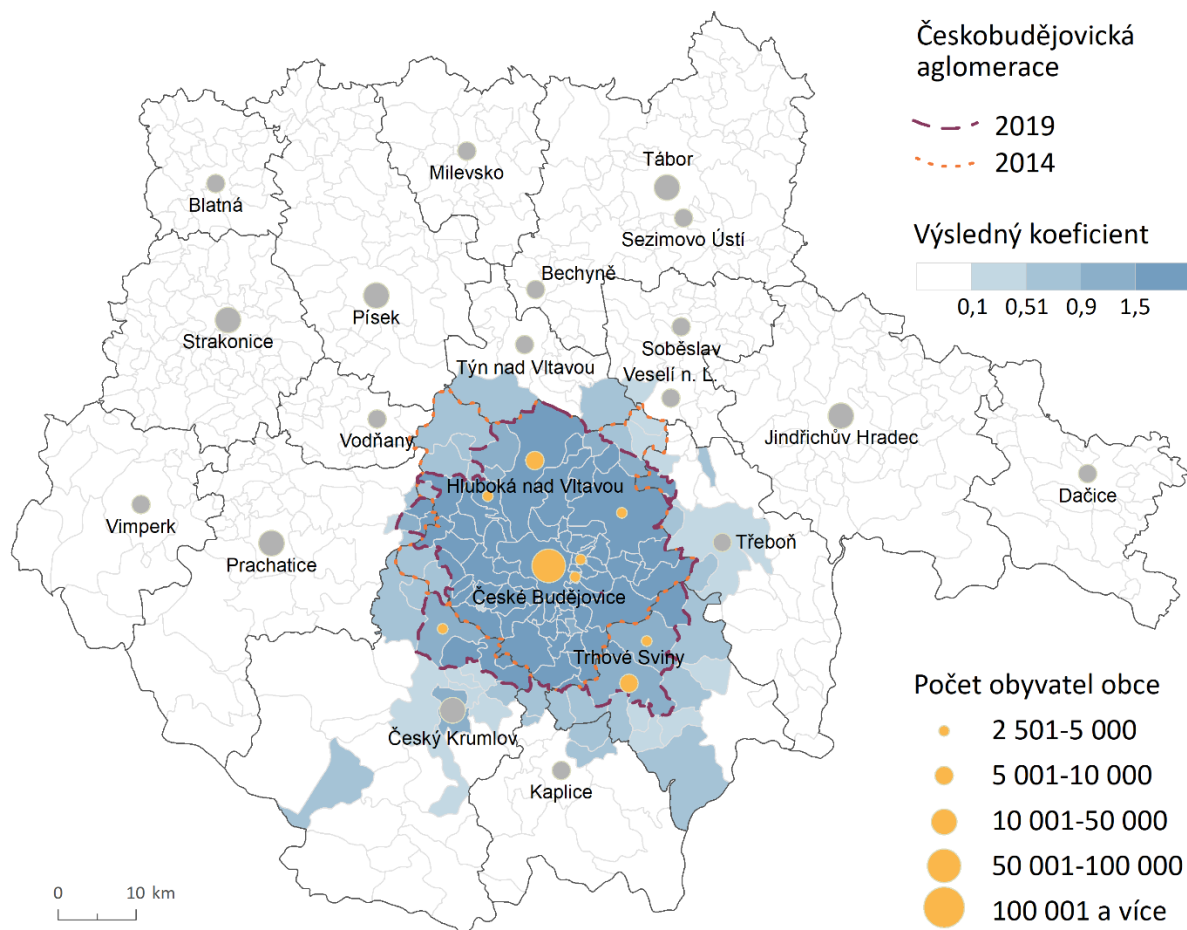 Českobudějovická
aglomerace
2019
2014
Výsledný koeficient
0,1 0,51 0,9 1,5
Milevsko
Tábor
Blatná
Sezimovo Ústí
Bechyně
Písek
Strakonice
Soběslav
Týn nad Vltavou
Veselí n. L.
Vodňany
Jindřichův Hradec
Hluboká nad Vltavou
Dačice
Vimperk
Třeboň
Prachatice
České Budějovice
Trhové Sviny
Český Krumlov
Kaplice
Počet obyvatel obce
2 501-5 000
5 001-10 000
10 001-50 000
50 001-100 000
100 001 a více
0 10 km